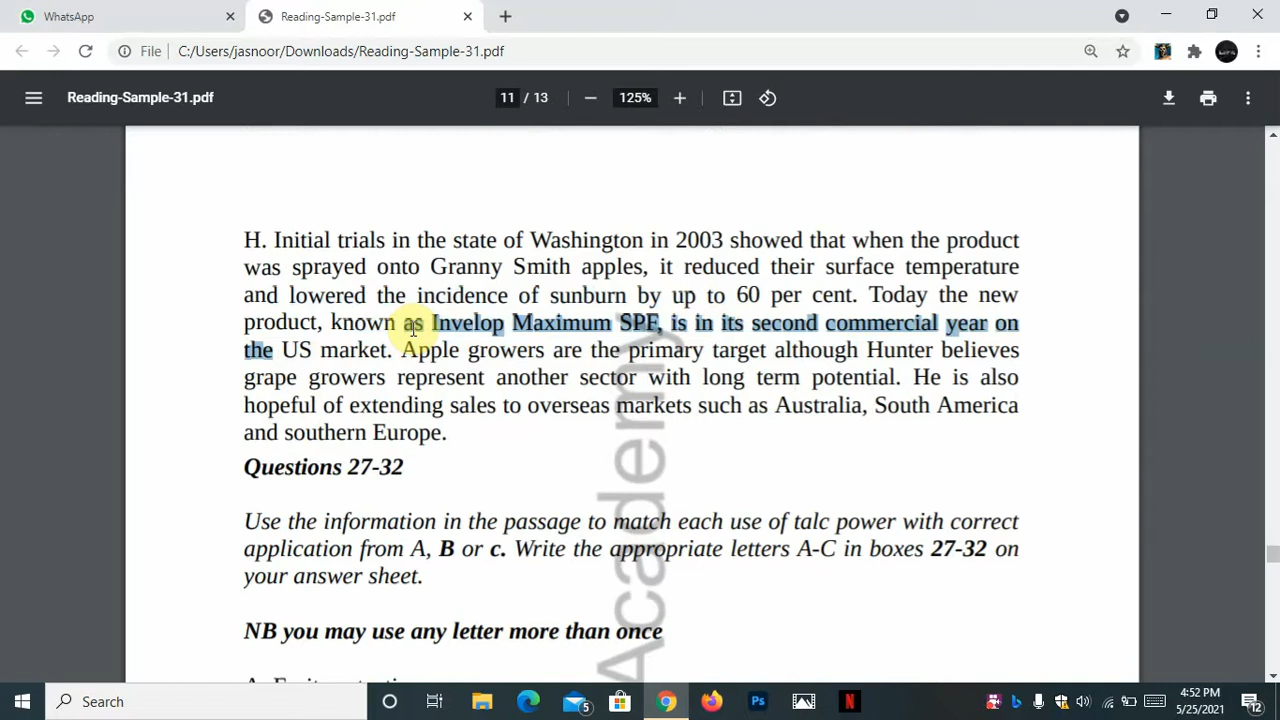 WhatsApp
Reading-Sample-31.pdf
File C:/Users/jasnoor/Downloads/Reading-Sample-31.pdf
Reading-Sample-31.pdf
11 / 13
125%
H. Initial trials in the state of Washington in 2003 showed that when the product
was sprayed onto Granny Smith apples, it reduced their surface temperature
and lowered the incidence of sunburn by up to 60 per cent. Today the new
product, known as Invelop Maximum SPF, is in its second commercial year on
the US market. Apple growers are the primary target although Hunter believes
grape growers represent another sector with long term potential. He is also
hopeful of extending sales to overseas markets such as Australia, South America
and southern Europe.
Questions 27-32
Use the information in the passage to match each use of talc power with correct
application from A, B or c. Write the appropriate letters A-C in boxes 27-32 on
your answer sheet.
NB you may use any letter more than once
Academy
Search
5
Ps
N
4:52 PM
5/25/2021
12